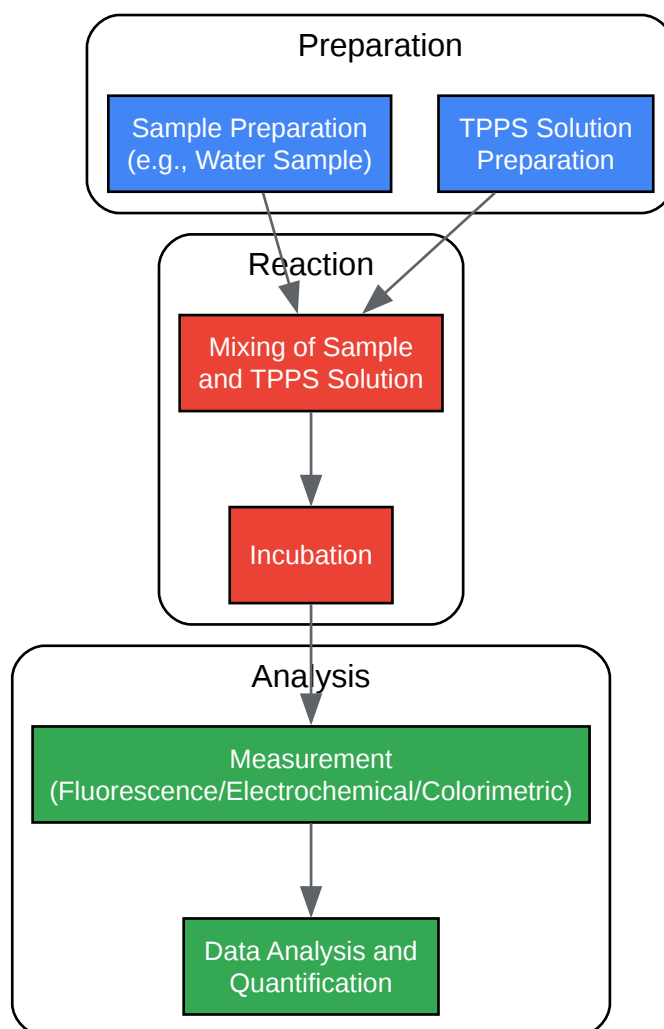 Preparation
Sample Preparation
(e.g., Water Sample)
TPPS Solution
Preparation
Reaction
Mixing of Sample
and TPPS Solution
Incubation
Analysis
Measurement
(Fluorescence/Electrochemical/Colorimetric)
Data Analysis and
Quantification